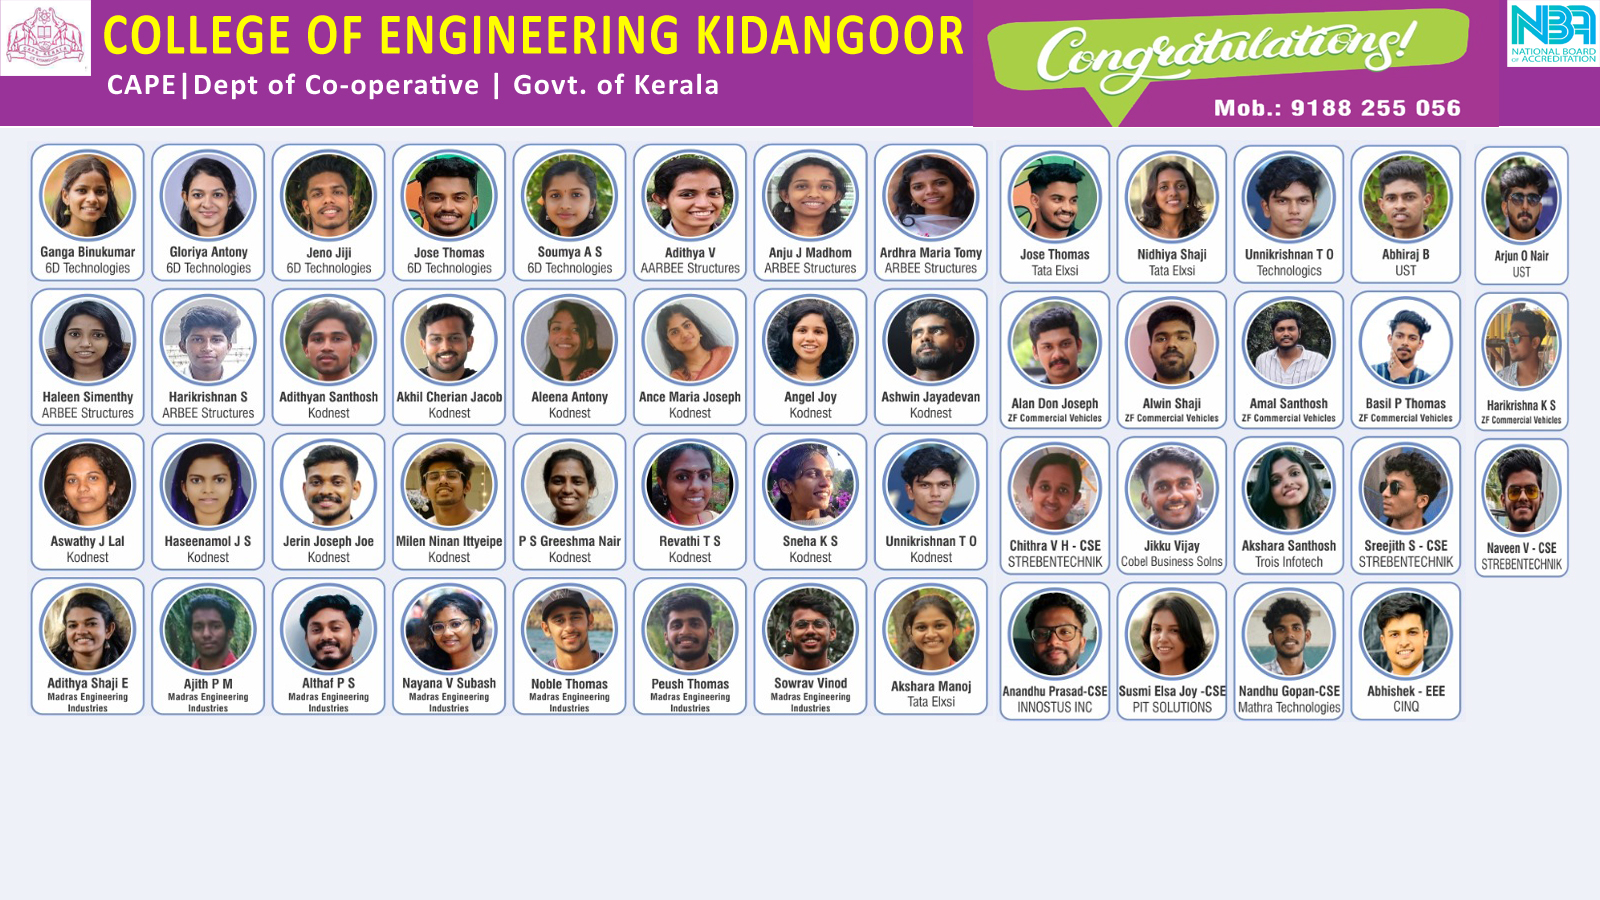 COLLEGE OF ENGINEERING KIDANGOOR
CAPE|Dept of Co-operative | Govt. of Kerala
Congratulations!
Mob.: 9188 255 056
NBA
NATIONAL BOARD
OF ACCREDITATION
Ganga Binukumar
6D Technologies
Gloriya Antony
6D Technologies
Jeno Jiji
6D Technologies
Jose Thomas
6D Technologies
Soumya A S
6D Technologies
Adithya V
AARBEE Structures
Anju J Madhom
ARBEE Structures
Ardhra Maria Tomy
ARBEE Structures
Jose Thomas
Tata Elxsi
Nidhiya Shaji
Tata Elxsi
Unnikrishnan T O
Technologics
Abhiraj B
UST
Arjun O Nair
UST
Haleen Simenthy
ARBEE Structures
Harikrishnan S
ARBEE Structures
Adithyan Santhosh
Kodnest
Akhil Cherian Jacob
Kodnest
Aleena Antony
Kodnest
Ance Maria Joseph
Kodnest
Angel Joy
Kodnest
Ashwin Jayadevan
Kodnest
Alan Don Joseph
ZF Commercial Vehicles
Alwin Shaji
ZF Commercial Vehicles
Amal Santhosh
ZF Commercial Vehicles
Basil P Thomas
ZF Commercial Vehicles
Harikrishna K S
ZF Commercial Vehicles
Aswathy J Lal
Kodnest
Haseenamol J S
Kodnest
Jerin Joseph Joe
Kodnest
Milen Ninan Ittyeipe
Kodnest
P S Greeshma Nair
Kodnest
Revathi T S
Kodnest
Sneha K S
Kodnest
Unnikrishnan T O
Kodnest
Chithra V H - CSE
STREBENTECHNIK
Jikku Vijay
Cobel Business Solns
Akshara Santhosh
Trois Infotech
Sreejith S - CSE
STREBENTECHNIK
Naveen V - CSE
STREBENTECHNIK
Adithya Shaji E
Madras Engineering
Industries
Ajith P M
Madras Engineering
Industries
Althaf P S
Madras Engineering
Industries
Nayana V Subash
Madras Engineering
Industries
Noble Thomas
Madras Engineering
Industries
Peush Thomas
Madras Engineering
Industries
Sowrav Vinod
Madras Engineering
Industries
Akshara Manoj
Tata Elxsi
Anandhu Prasad-CSE
INNOSTUS INC
Susmi Elsa Joy -CSE
PIT SOLUTIONS
Nandhu Gopan-CSE
Mathra Technologies
Abhishek - EEE
CINQ